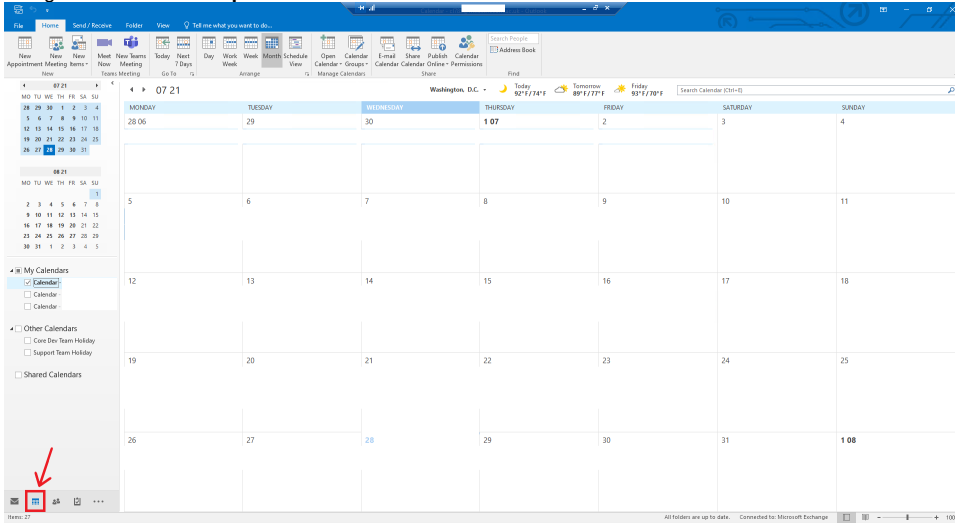 File Home Send / Receive Folder View Tell me what you want to do...
New Appointment New Meeting New Items Meet Now New Teams Meeting Today Next 7 Days Day Work Week Week Month Schedule View Open Calendar Calendar Groups E-mail Calendar Share Calendar Publish Online Calendar Permissions Search People
Address Book
New Teams Meeting Go To Arrange Manage Calendars Share Find
07 21
MO TU WE TH FR SA SU
28 29 30 1 2 3 4
5 6 7 8 9 10 11
12 13 14 15 16 17 18
19 20 21 22 23 24 25
26 27 28 29 30 31
08 21
MO TU WE TH FR SA SU
1
2 3 4 5 6 7 8
9 10 11 12 13 14 15
16 17 18 19 20 21 22
23 24 25 26 27 28 29
30 31 1 2 3 4 5
My Calendars
Calendar -
Calendar -
Calendar -
Other Calendars
Core Dev Team Holiday
Support Team Holiday
Shared Calendars
07 21 Washington, D.C. Today 92°F/74°F Tomorrow 89°F/77°F Friday 93°F/70°F Search Calendar (Ctrl+E)
MONDAY TUESDAY WEDNESDAY THURSDAY FRIDAY SATURDAY SUNDAY
28 06 29 30 1 07 2 3 4
5 6 7 8 9 10 11
12 13 14 15 16 17 18
19 20 21 22 23 24 25
26 27 28 29 30 31 1 08
Items: 27 All folders are up to date. Connected to: Microsoft Exchange 100